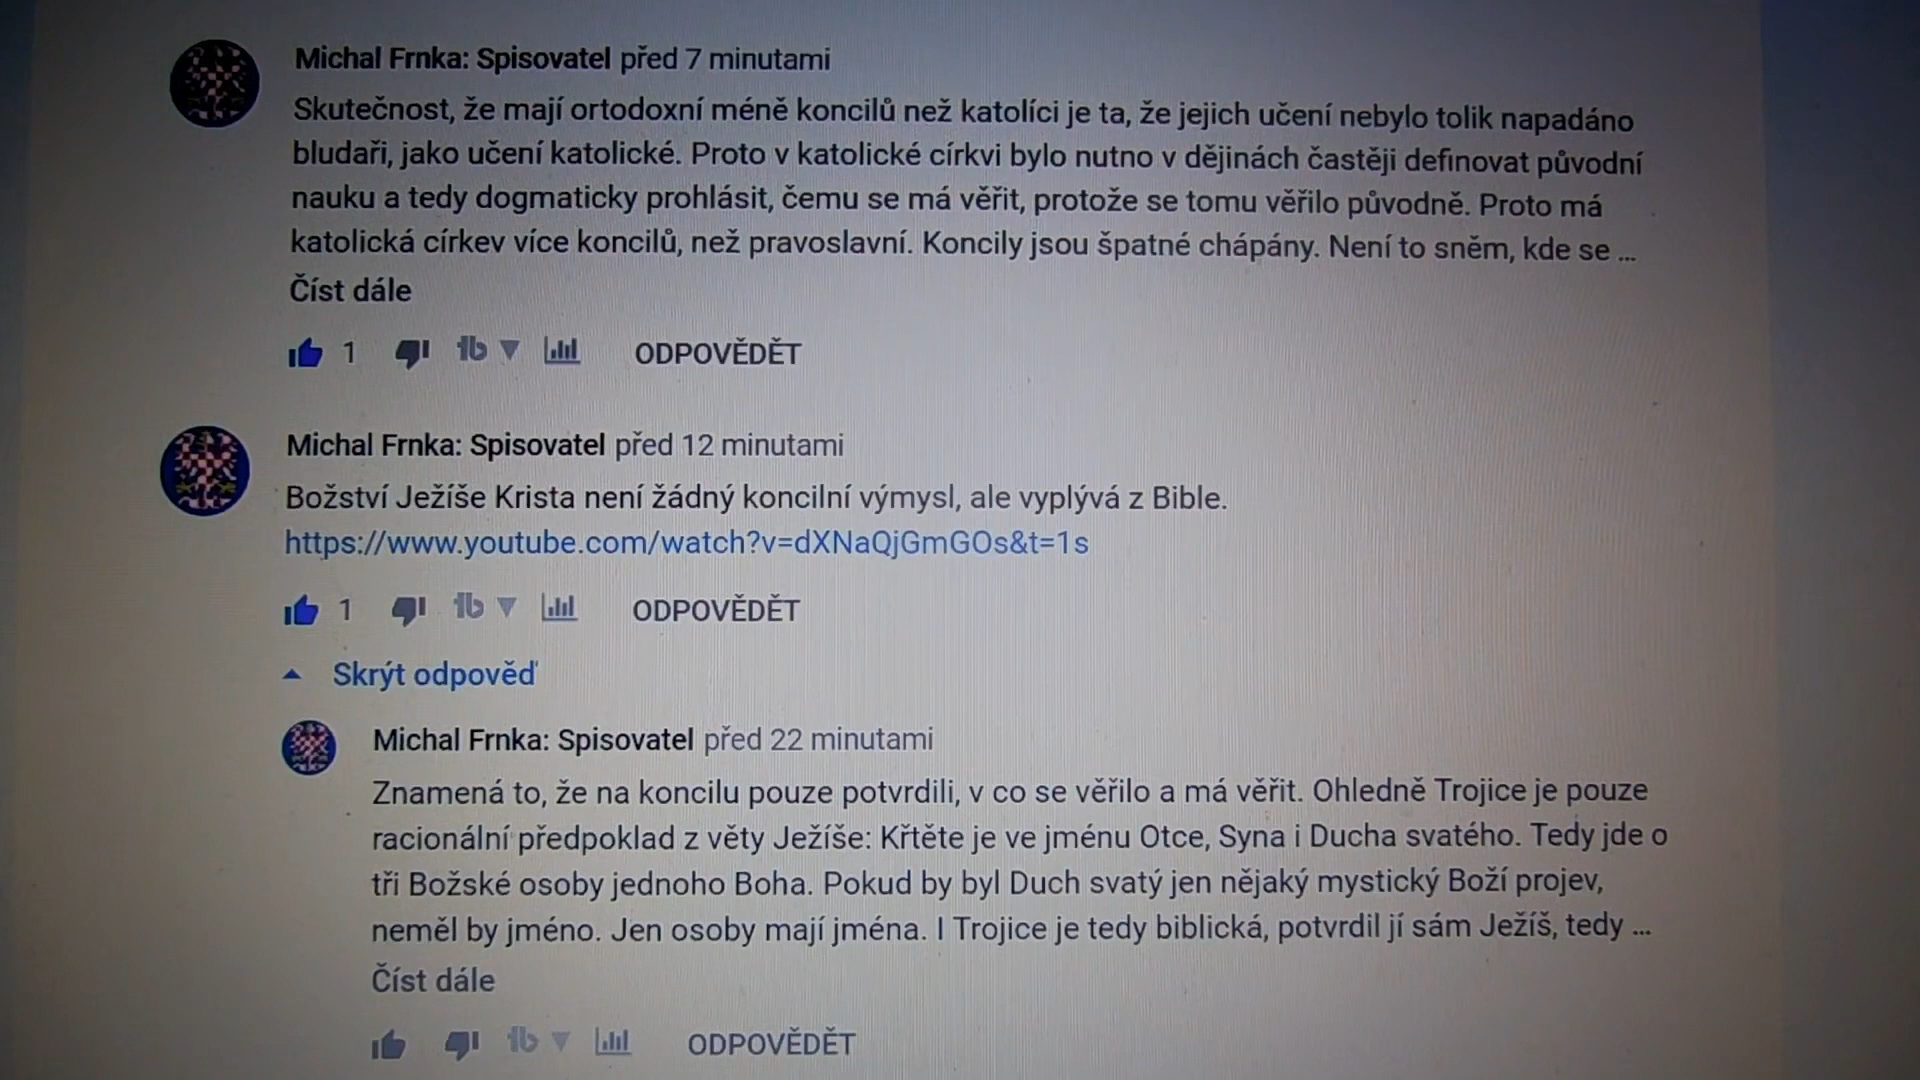 Michal Frnka: Spisovatel před 7 minutami
Skutečnost, že mají ortodoxní méně koncilů než katolíci je ta, že jejich učení nebylo tolik napadáno
bludaři, jako učení katolické. Proto v katolické církvi bylo nutno v dějinách častěji definovat původní
nauku a tedy dogmaticky prohlásit, čemu se má věřit, protože se tomu věřilo původně. Proto má
katolická církev více koncilů, než pravoslavní. Koncily jsou špatné chápány. Není to sněm, kde se ...
Číst dále
1 ODPOVĚDĚT
Michal Frnka: Spisovatel před 12 minutami
Božství Ježíše Krista není žádný koncilní výmysl, ale vyplývá z Bible.
https://www.youtube.com/watch?v=dXNaQjGmGOs&t=1s
1 ODPOVĚDĚT
Skrýt odpověď
Michal Frnka: Spisovatel před 22 minutami
Znamená to, že na koncilu pouze potvrdili, v co se věřilo a má věřit. Ohledně Trojice je pouze
racionální předpoklad z věty Ježíše: Křtěte je ve jménu Otce, Syna i Ducha svatého. Tedy jde o
tři Božské osoby jednoho Boha. Pokud by byl Duch svatý jen nějaký mystický Boží projev,
neměl by jméno. Jen osoby mají jména. I Trojice je tedy biblická, potvrdil jí sám Ježíš, tedy ...
Číst dále
ODPOVĚDĚT